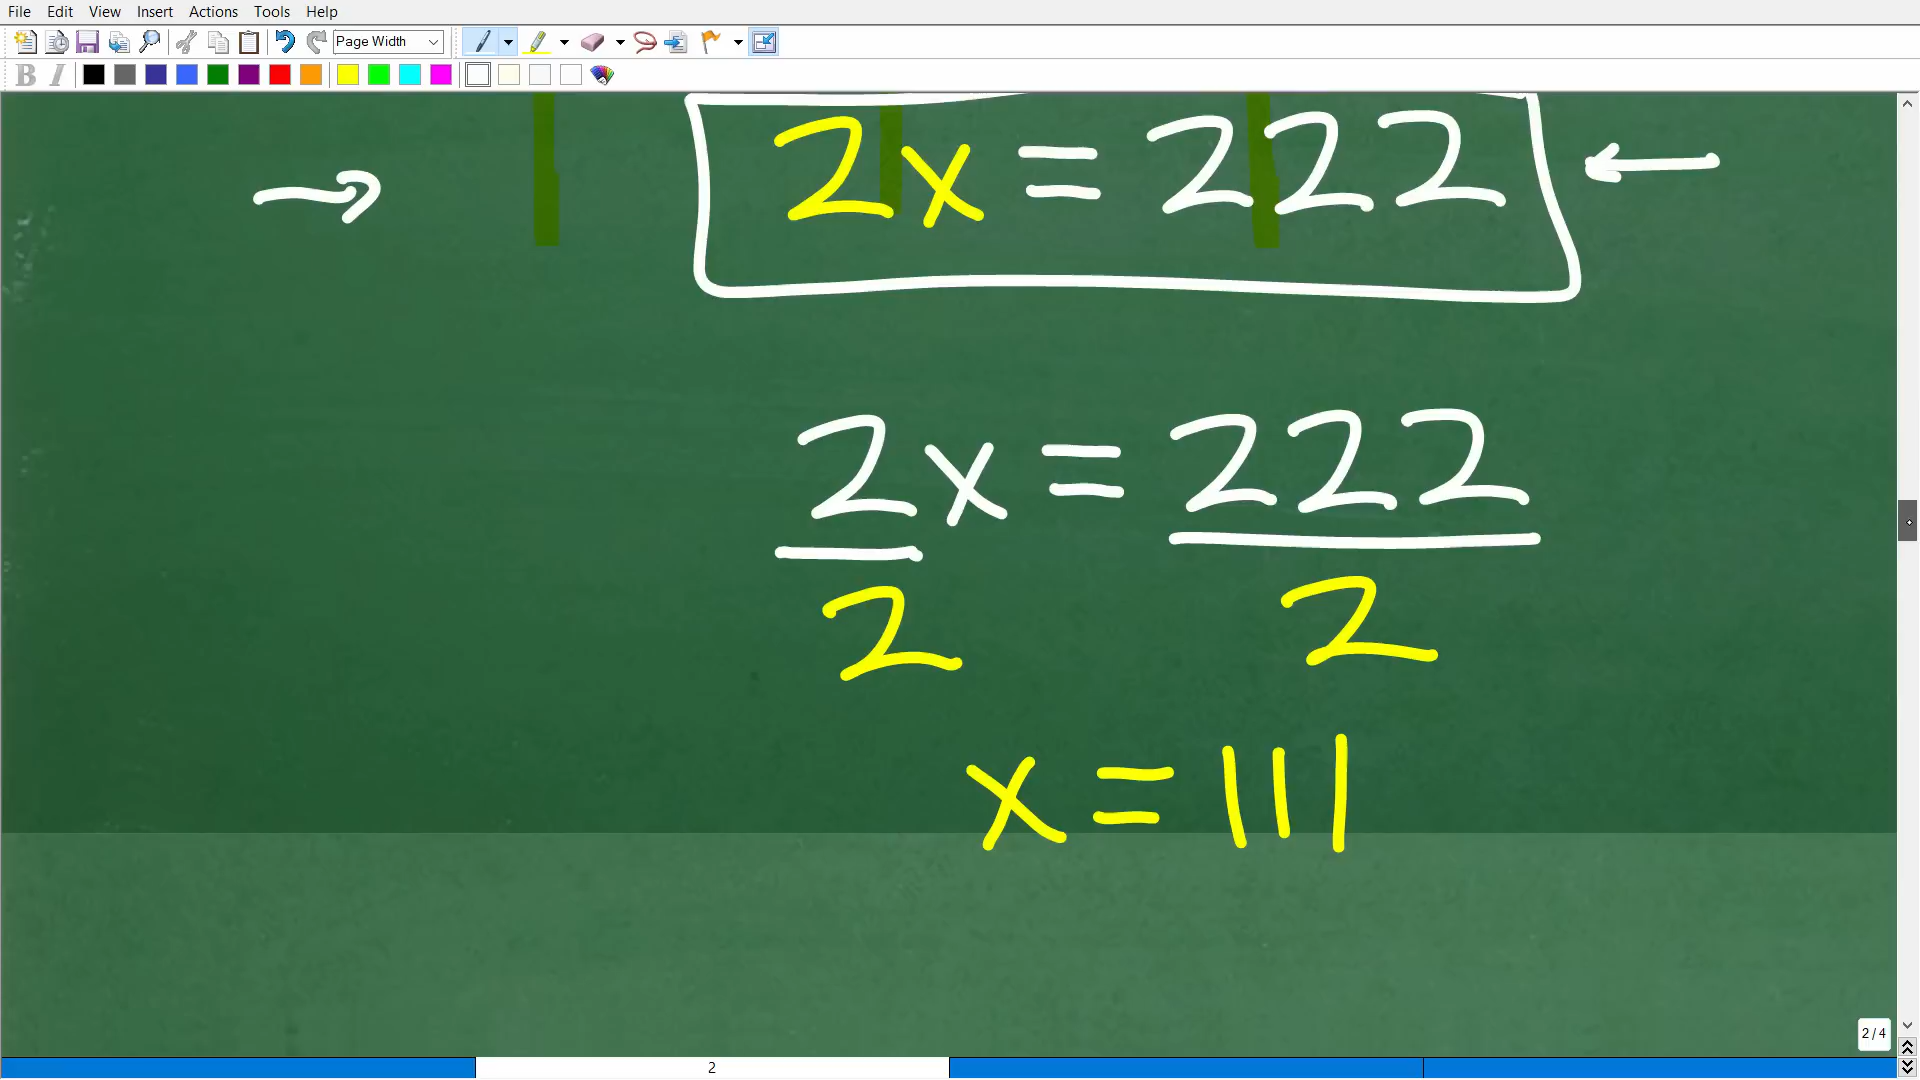 File Edit View Insert Actions Tools Help
Page Width
B I
2x = 222
2x = 222
2 2
x = 111
2 / 4
2